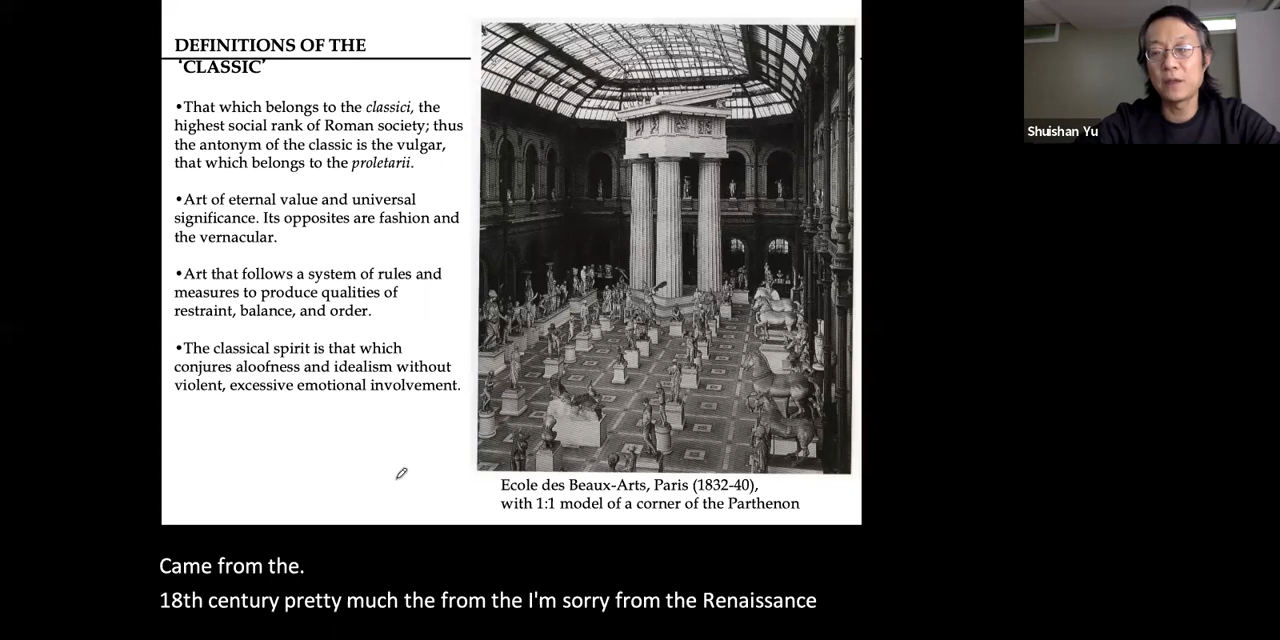 DEFINITIONS OF THE
‘CLASSIC’
•That which belongs to the classici, the
highest social rank of Roman society; thus
the antonym of the classic is the vulgar,
that which belongs to the proletarii.
•Art of eternal value and universal
significance. Its opposites are fashion and
the vernacular.
•Art that follows a system of rules and
measures to produce qualities of
restraint, balance, and order.
•The classical spirit is that which
conjures aloofness and idealism without
violent, excessive emotional involvement.
Ecole des Beaux-Arts, Paris (1832-40),
with 1:1 model of a corner of the Parthenon
Shuishan Yu
Came from the.
18th century pretty much the from the I'm sorry from the Renaissance